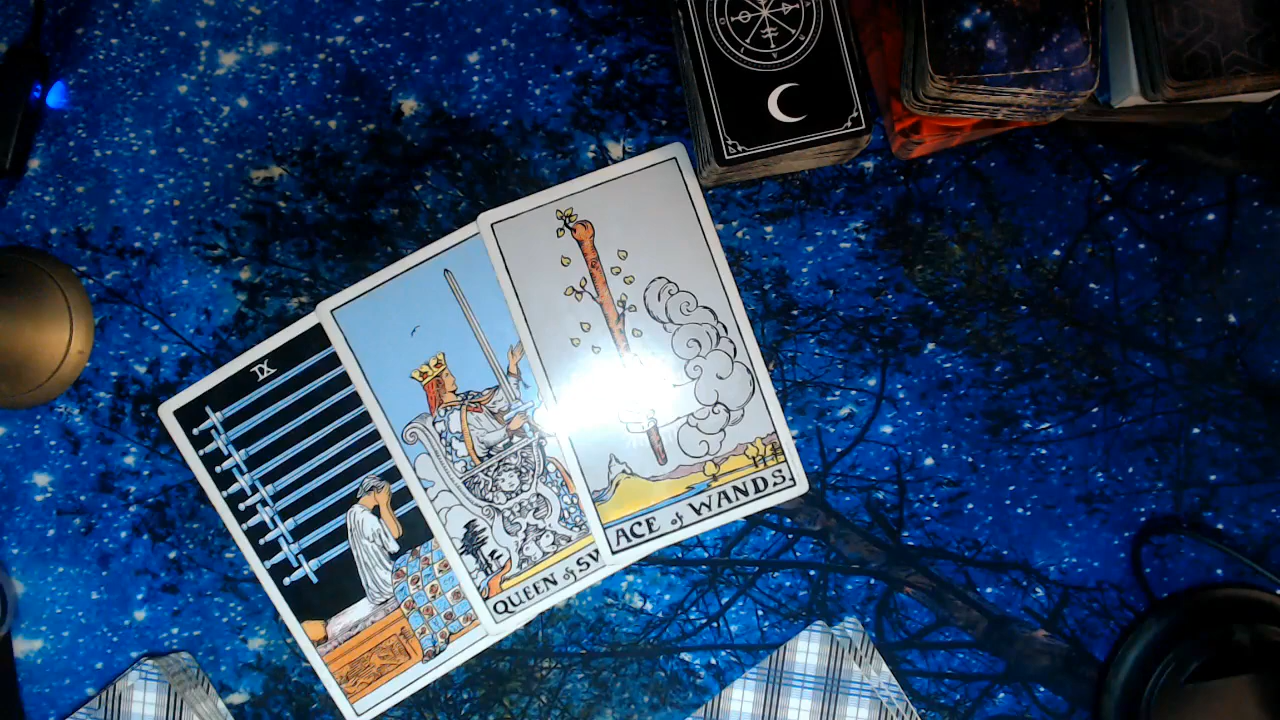 IX
QUEEN of SW
ACE of WANDS.